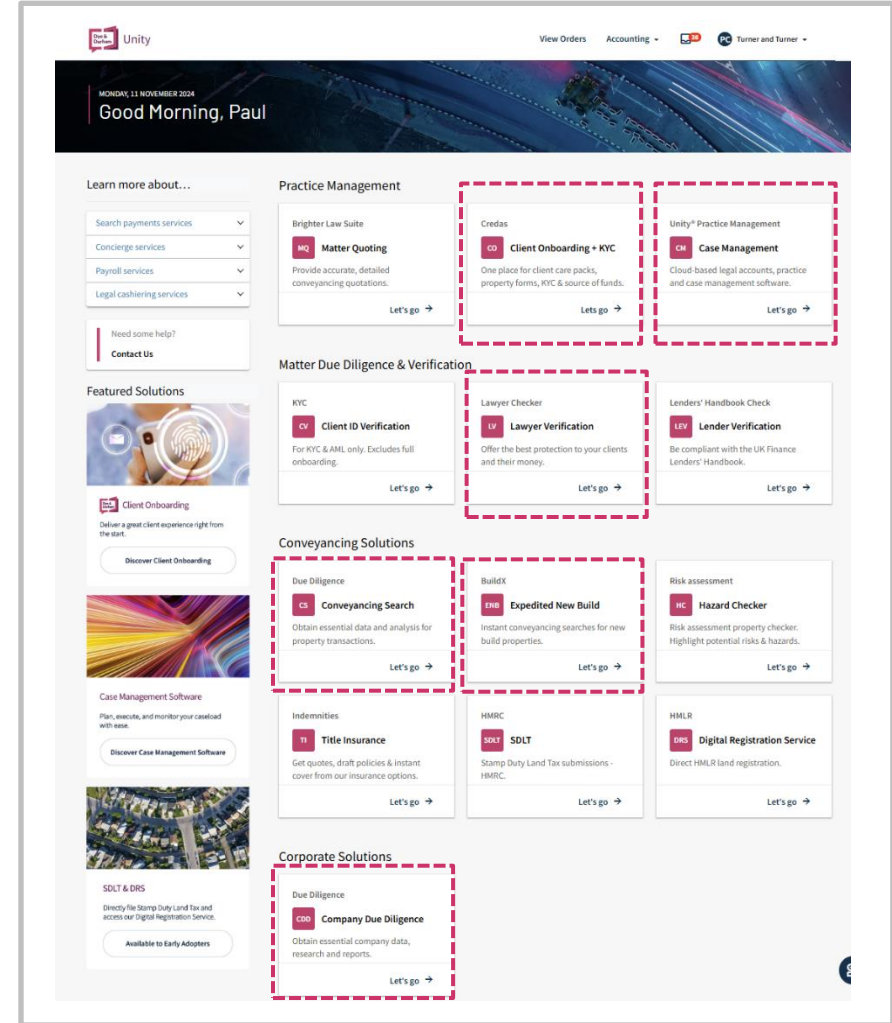 Dye & Durham Unity
View Orders
Accounting
Turner and Turner
PC
MONDAY, 11 NOVEMBER 2024
Good Morning, Paul
Learn more about...
Search payments services
Concierge services
Payroll services
Legal cashiering services
Need some help?
Contact Us
Featured Solutions
Client Onboarding
Deliver a great client experience right from
the start.
Discover Client Onboarding
Case Management Software
Plan, execute, and monitor your caseload
with ease.
Discover Case Management Software
SDLT & DRS
Directly file Stamp Duty Land Tax and
access our Digital Registration Service.
Available to Early Adopters
Practice Management
Brighter Law Suite
MQ Matter Quoting
Provide accurate, detailed
conveyancing quotations.
Let's go →
Credas
CO Client Onboarding + KYC
One place for client care packs,
property forms, KYC & source of funds.
Lets go →
Unity® Practice Management
CM Case Management
Cloud-based legal accounts, practice
and case management software.
Let's go →
Matter Due Diligence & Verification
KYC
CV Client ID Verification
For KYC & AML only. Excludes full
onboarding.
Let's go →
Lawyer Checker
LV Lawyer Verification
Offer the best protection to your clients
and their money.
Let's go →
Lenders' Handbook Check
LEV Lender Verification
Be compliant with the UK Finance
Lenders' Handbook.
Let's go →
Conveyancing Solutions
Due Diligence
CS Conveyancing Search
Obtain essential data and analysis for
property transactions.
Let's go →
BuildX
ENB Expedited New Build
Instant conveyancing searches for new
build properties.
Let's go →
Risk assessment
HC Hazard Checker
Risk assessment property checker.
Highlight potential risks & hazards.
Let's go →
Indemnities
TI Title Insurance
Get quotes, draft policies & instant
cover from our insurance options.
Let's go →
HMRC
SDLT SDLT
Stamp Duty Land Tax submissions -
HMRC.
Let's go →
HMLR
DRS Digital Registration Service
Direct HMLR land registration.
Let's go →
Corporate Solutions
Due Diligence
CDD Company Due Diligence
Obtain essential company data,
research and reports.
Let's go →